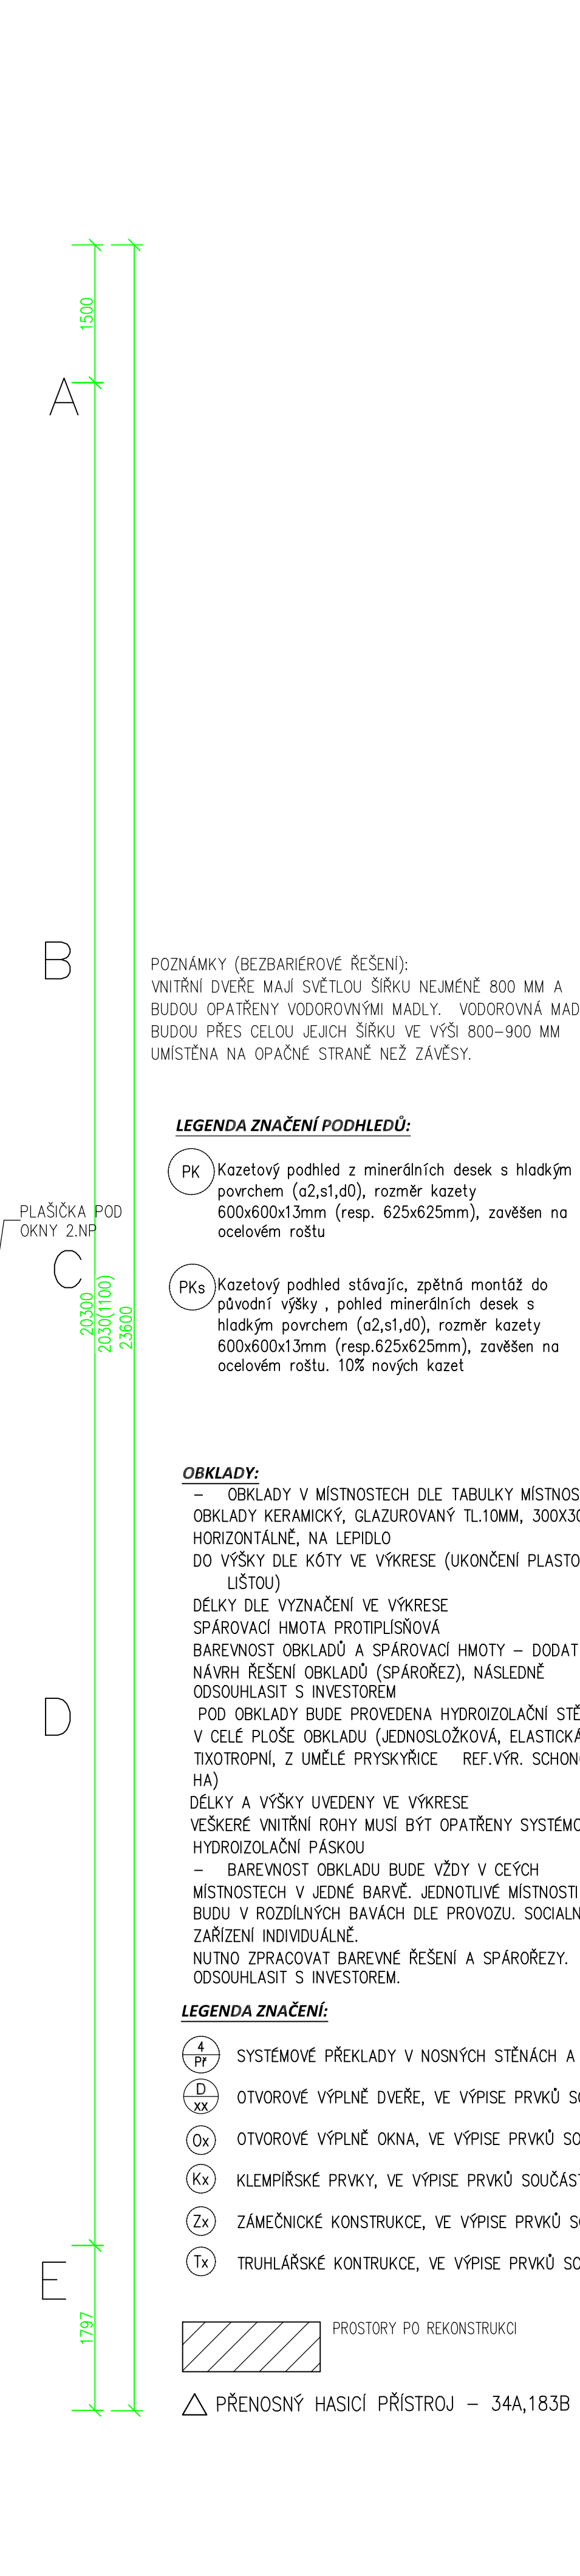 1500
A
B
POZNÁMKY (BEZBARIÉROVÉ ŘEŠENÍ):
VNITŘNÍ DVEŘE MAJÍ SVĚTLOU ŠÍŘKU NEJMÉNĚ 800 MM A
BUDOU OPATŘENY VODOROVNÝMI MADLY. VODOROVNÁ MAD
BUDOU PŘES CELOU JEJICH ŠÍŘKU VE VÝŠI 800-900 MM
UMÍSTĚNA NA OPAČNÉ STRANĚ NEŽ ZÁVĚSY.
LEGENDA ZNAČENÍ PODHLEDŮ:
PK
Kazetový podhled z minerálních desek s hladkým
povrchem (a2,s1,d0), rozměr kazety
600x600x13mm (resp. 625x625mm), zavěšen na
ocelovém roštu
PLAŠIČKA POD
OKNY 2.NP
C
20300
2030(1100)
23600
PKs
Kazetový podhled stávajíc, zpětná montáž do
původní výšky , pohled minerálních desek s
hladkým povrchem (a2,s1,d0), rozměr kazety
600x600x13mm (resp.625x625mm), zavěšen na
ocelovém roštu. 10% nových kazet
OBKLADY:
- OBKLADY V MÍSTNOSTECH DLE TABULKY MÍSTNOS
OBKLADY KERAMICKÝ, GLAZUROVANÝ TL.10MM, 300X30
HORIZONTÁLNĚ, NA LEPIDLO
DO VÝŠKY DLE KÓTY VE VÝKRESE (UKONČENÍ PLASTO
LIŠTOU)
DÉLKY DLE VYZNAČENÍ VE VÝKRESE
SPÁROVACÍ HMOTA PROTIPLÍSŇOVÁ
BAREVNOST OBKLADŮ A SPÁROVACÍ HMOTY - DODAT
NÁVRH ŘEŠENÍ OBKLADŮ (SPÁROŘEZ), NÁSLEDNĚ
ODSOUHLASIT S INVESTOREM
POD OBKLADY BUDE PROVEDENA HYDROIZOLAČNÍ STĚ
D
V CELÉ PLOŠE OBKLADU (JEDNOSLOŽKOVÁ, ELASTICKÁ
TIXOTROPNÍ, Z UMĚLÉ PRYSKYŘICE REF.VÝR. SCHON
HA)
DÉLKY A VÝŠKY UVEDENY VE VÝKRESE
VEŠKERÉ VNITŘNÍ ROHY MUSÍ BÝT OPATŘENY SYSTÉMO
HYDROIZOLAČNÍ PÁSKOU
- BAREVNOST OBKLADU BUDE VŽDY V CEÝCH
MÍSTNOSTECH V JEDNÉ BARVĚ. JEDNOTLIVÉ MÍSTNOSTI
BUDU V ROZDÍLNÝCH BAVÁCH DLE PROVOZU. SOCIALN
ZAŘÍZENÍ INDIVIDUÁLNĚ.
NUTNO ZPRACOVAT BAREVNÉ ŘEŠENÍ A SPÁROŘEZY.
ODSOUHLASIT S INVESTOREM.
LEGENDA ZNAČENÍ:
4
Př
SYSTÉMOVÉ PŘEKLADY V NOSNÝCH STĚNÁCH A
D
xx
OTVOROVÉ VÝPLNĚ DVEŘE, VE VÝPISE PRVKŮ SO
Ox
OTVOROVÉ VÝPLNĚ OKNA, VE VÝPISE PRVKŮ SO
Kx
KLEMPÍŘSKÉ PRVKY, VE VÝPISE PRVKŮ SOUČÁST
Zx
ZÁMEČNICKÉ KONSTRUKCE, VE VÝPISE PRVKŮ SO
Tx
TRUHLÁŘSKÉ KONTRUKCE, VE VÝPISE PRVKŮ SO
E
1797
PROSTORY PO REKONSTRUKCI
PŘENOSNÝ HASICÍ PŘÍSTROJ - 34A,183B